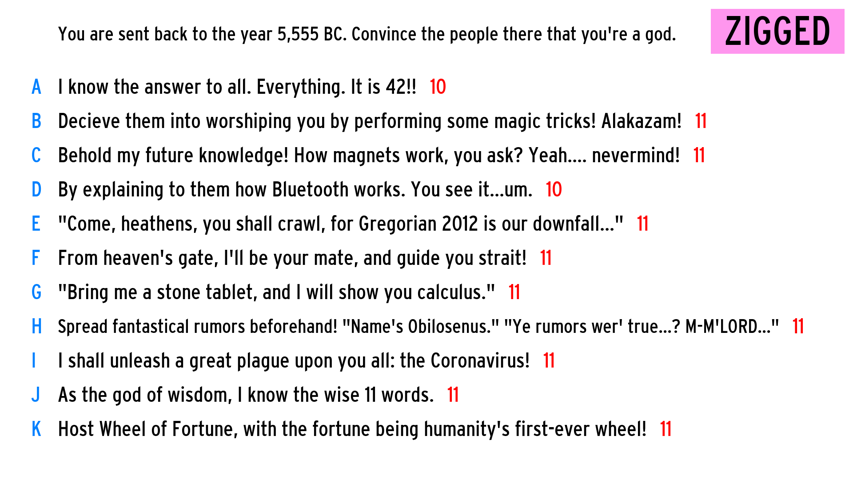 You are sent back to the year 5,555 BC. Convince the people there that you're a god. ZIGGED
A I know the answer to all. Everything. It is 42!! 10
B Decieve them into worshiping you by performing some magic tricks! Alakazam! 11
C Behold my future knowledge! How magnets work, you ask? Yeah.... nevermind! 11
D By explaining to them how Bluetooth works. You see it...um. 10
E "Come, heathens, you shall crawl, for Gregorian 2012 is our downfall..." 11
F From heaven's gate, I'll be your mate, and guide you strait! 11
G "Bring me a stone tablet, and I will show you calculus." 11
H Spread fantastical rumors beforehand! "Name's Obilosenus." "Ye rumors wer' true...? M-M'LORD..." 11
I I shall unleash a great plague upon you all: the Coronavirus! 11
J As the god of wisdom, I know the wise 11 words. 11
K Host Wheel of Fortune, with the fortune being humanity's first-ever wheel! 11